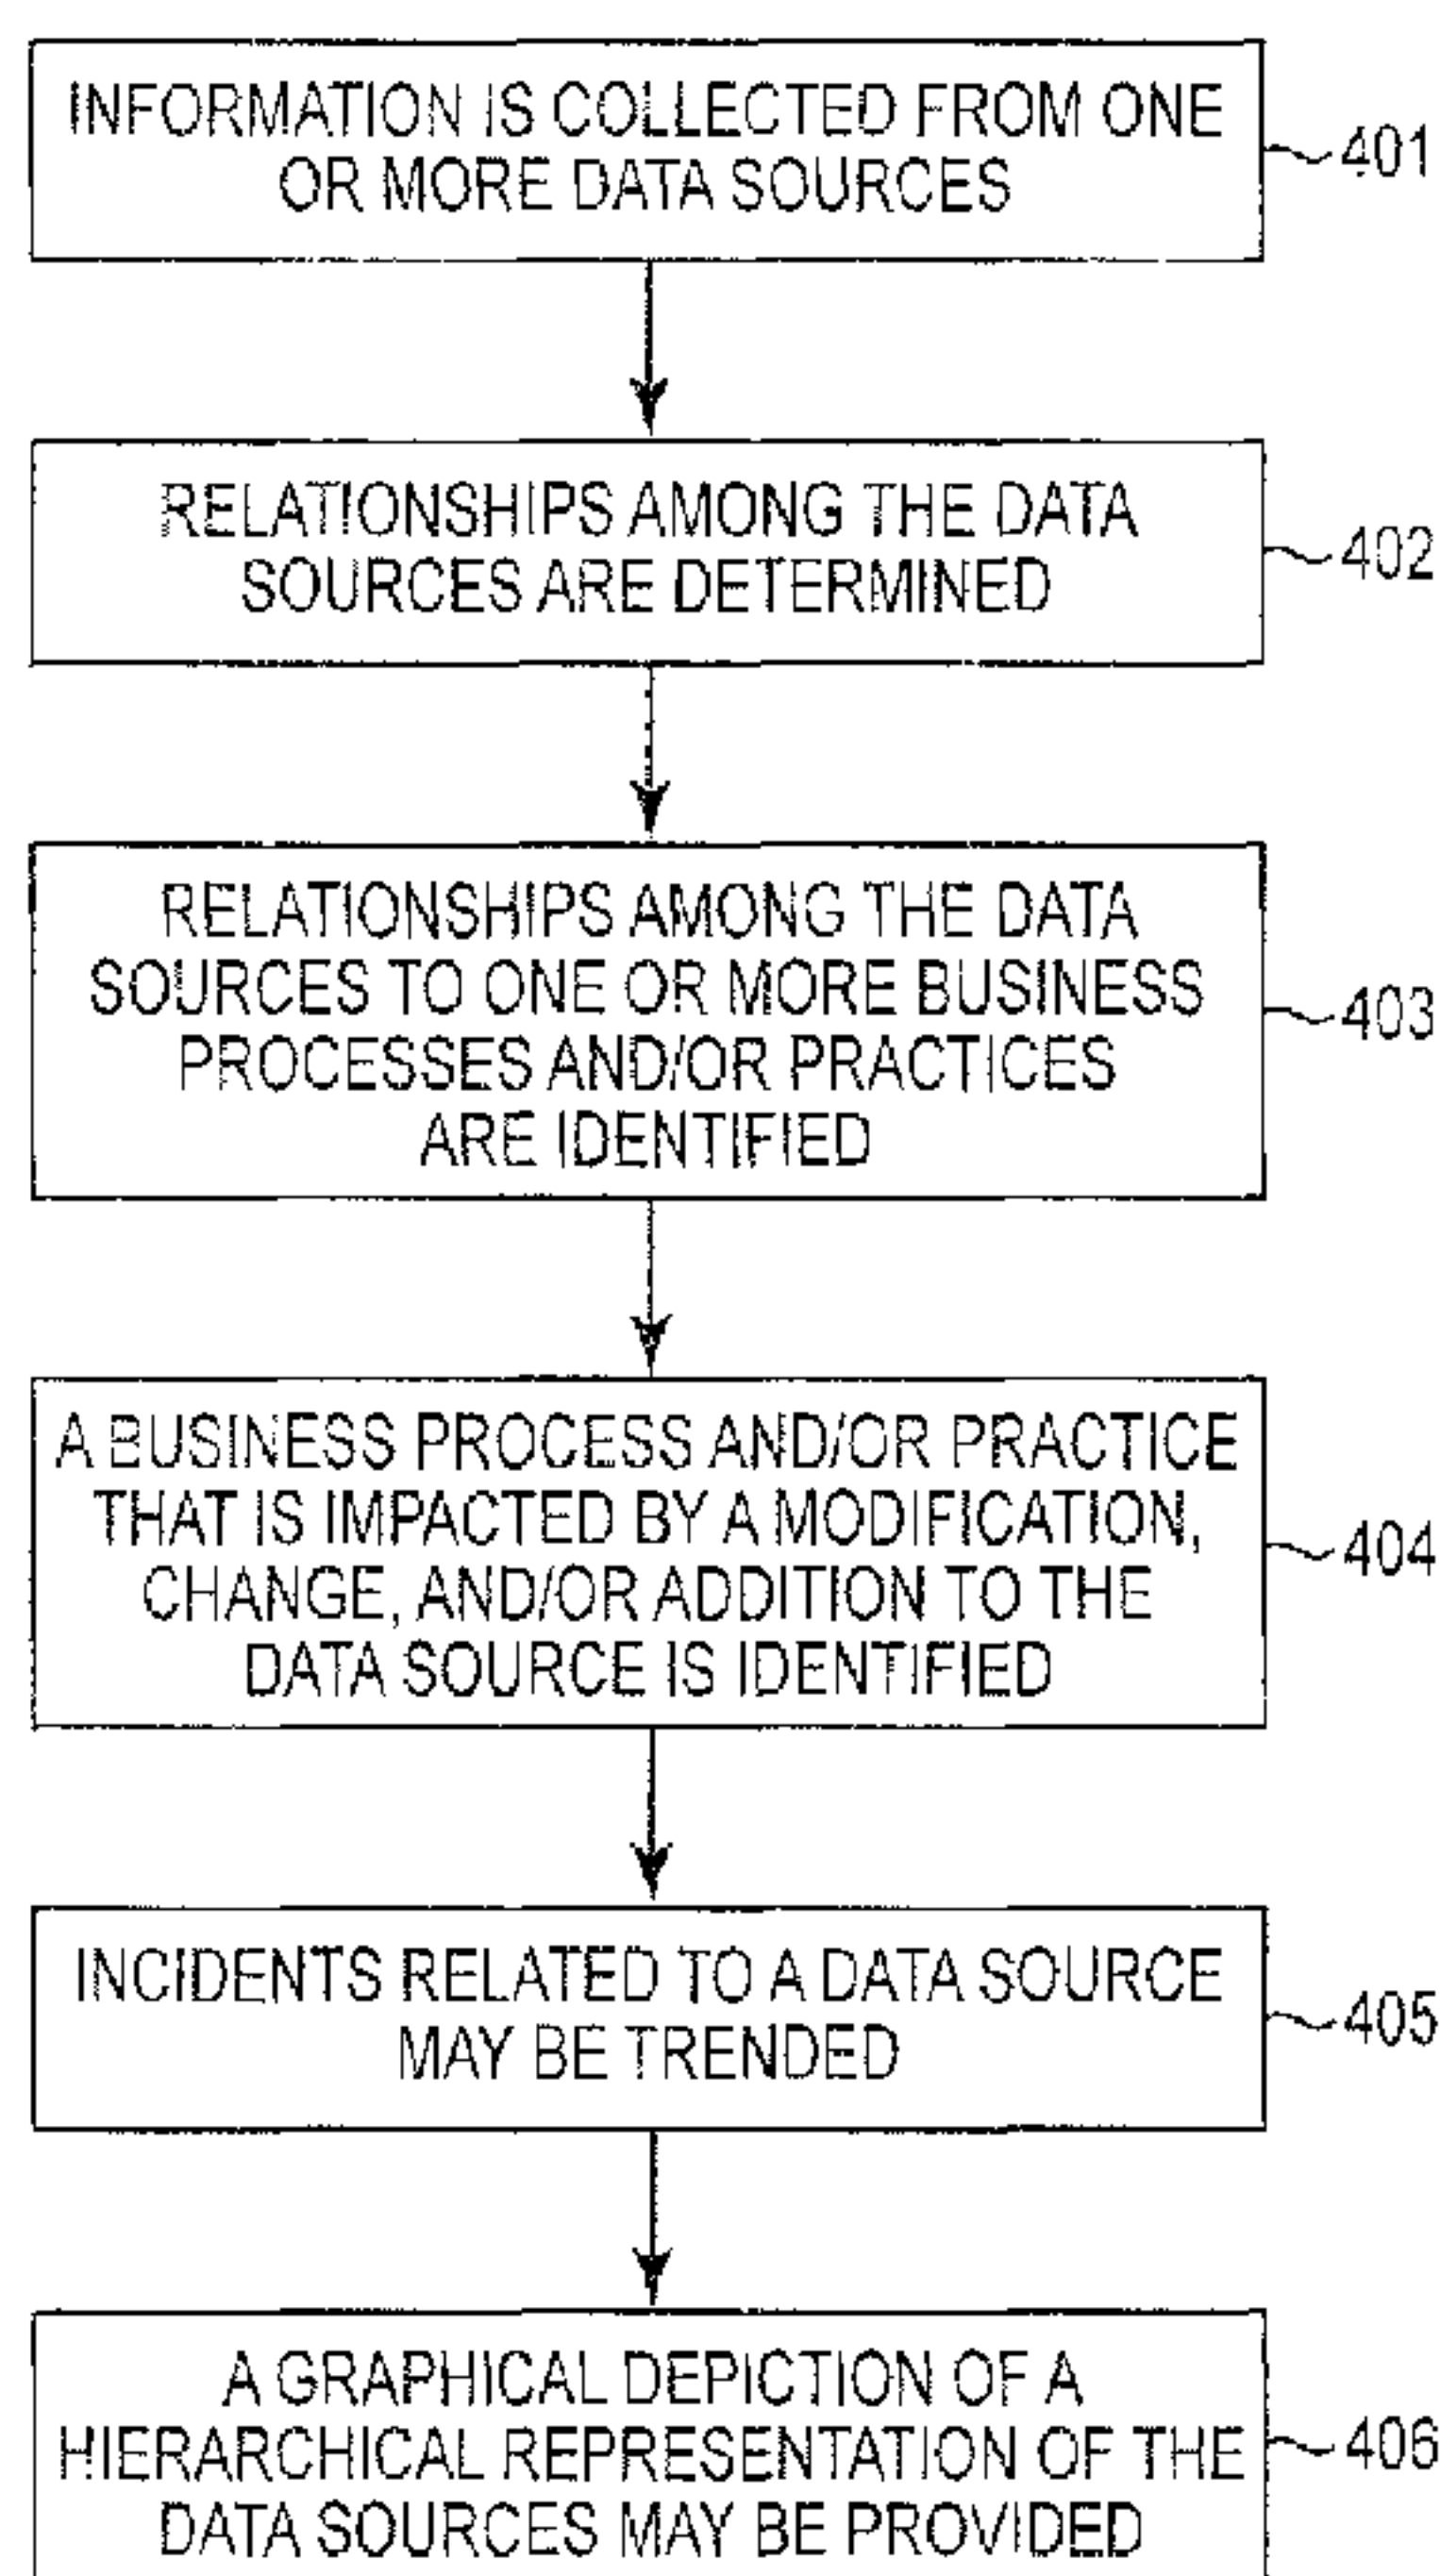 INFORMATION IS COLLECTED FROM ONE
OR MORE DATA SOURCES
401
RELATIONSHIPS AMONG THE DATA
SOURCES ARE DETERMINED
402
RELATIONSHIPS AMONG THE DATA
SOURCES TO ONE OR MORE BUSINESS
PROCESSES AND/OR PRACTICES
ARE IDENTIFIED
403
A BUSINESS PROCESS AND/OR PRACTICE
THAT IS IMPACTED BY A MODIFICATION,
CHANGE, AND/OR ADDITION TO THE
DATA SOURCE IS IDENTIFIED
404
INCIDENTS RELATED TO A DATA SOURCE
MAY BE TRENDED
405
A GRAPHICAL DEPICTION OF A
HIERARCHICAL REPRESENTATION OF THE
DATA SOURCES MAY BE PROVIDED
406